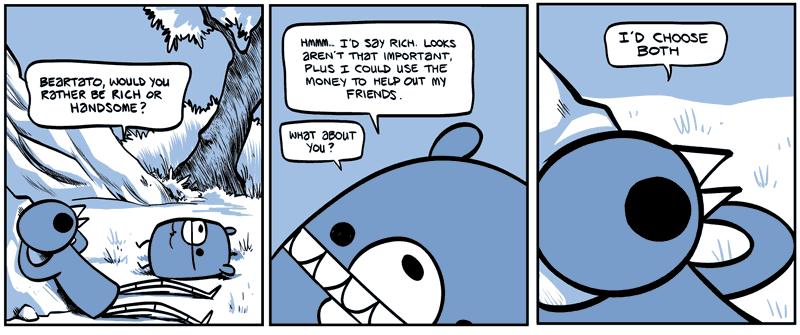 BEARTATO, WOULD YOU
RATHER BE RICH OR
HANDSOME?
HMMM.. I'D SAY RICH. LOOKS
AREN'T THAT IMPORTANT,
PLUS I COULD USE THE
MONEY TO HELP OUT MY
FRIENDS.
WHAT ABOUT
YOU?
I'D CHOOSE
BOTH